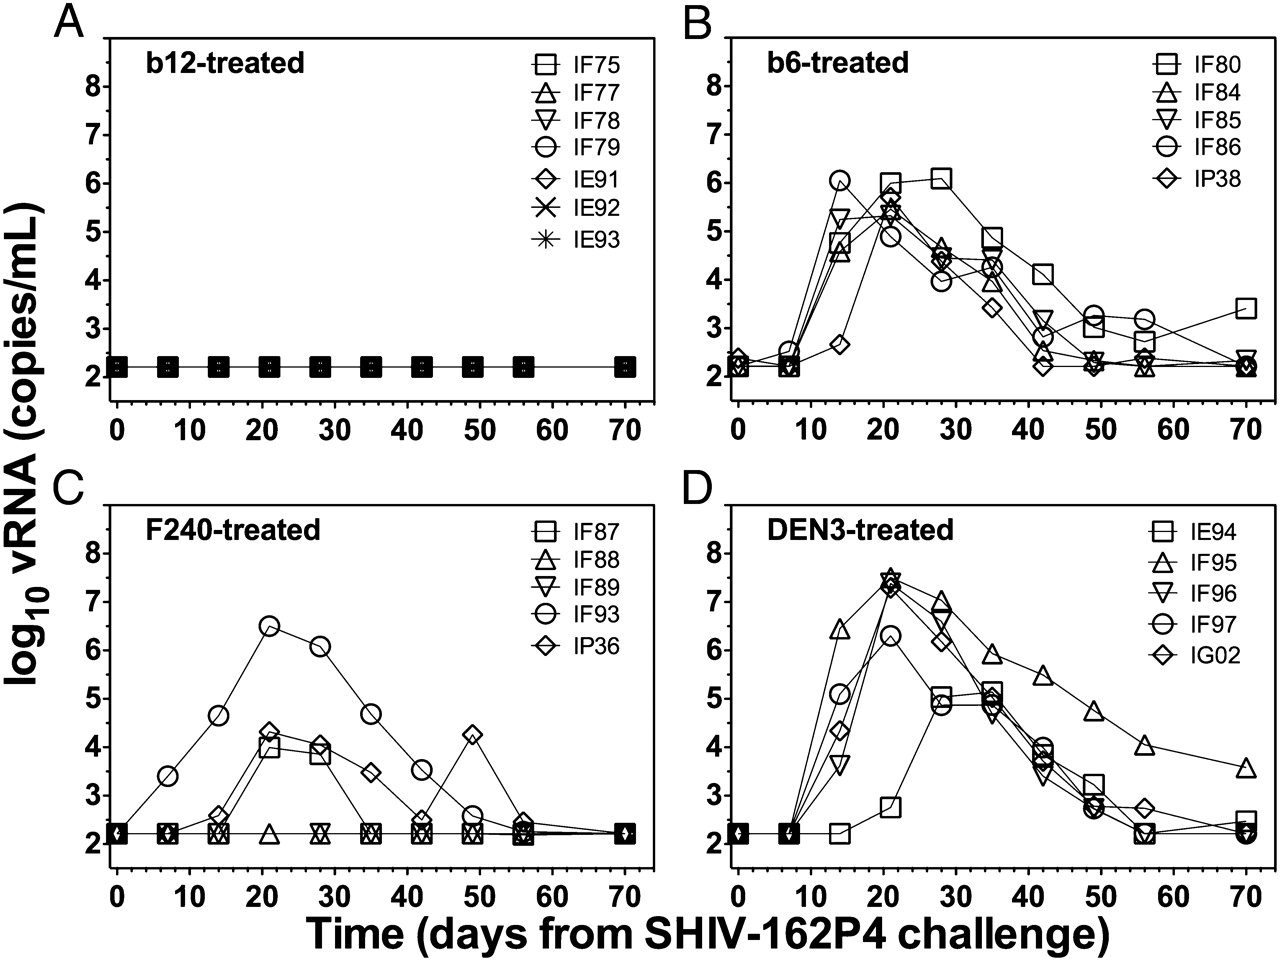 A
b12-treated
IF75
IF77
IF78
IF79
IE91
IE92
IE93
8
7
6
5
4
3
2
0 10 20 30 40 50 60 70
B
b6-treated
IF80
IF84
IF85
IF86
IP38
8
7
6
5
4
3
2
0 10 20 30 40 50 60 70
log10 vRNA (copies/mL)
C
F240-treated
IF87
IF88
IF89
IF93
IP36
8
7
6
5
4
3
2
0 10 20 30 40 50 60 70
D
DEN3-treated
IE94
IF95
IF96
IF97
IG02
8
7
6
5
4
3
2
0 10 20 30 40 50 60 70
Time (days from SHIV-162P4 challenge)